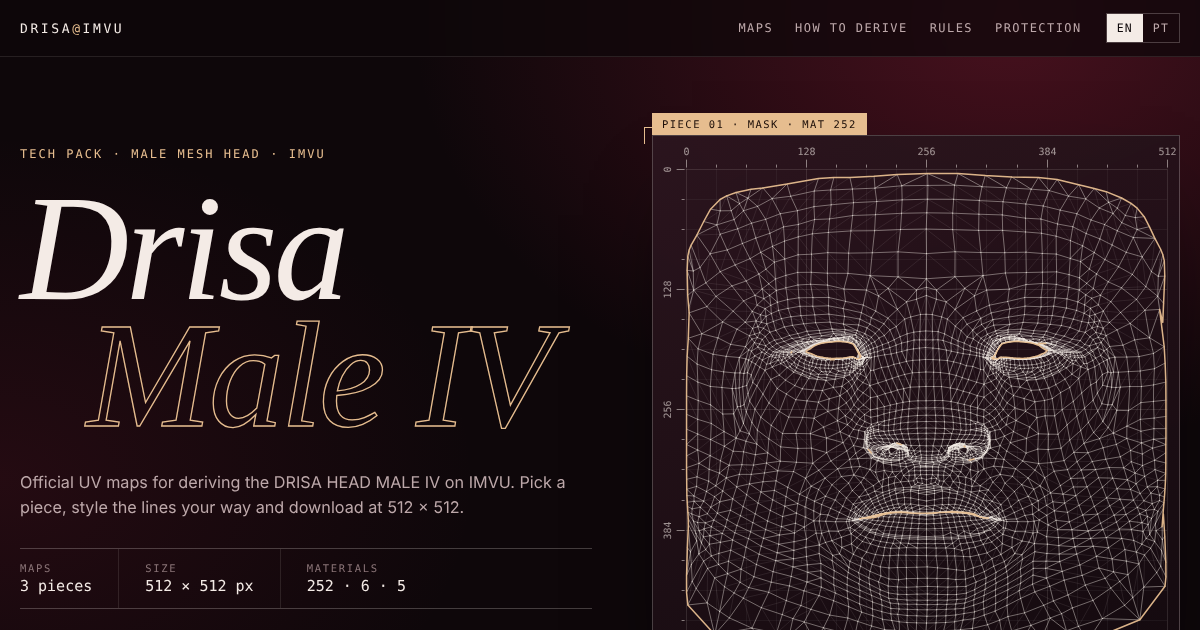 DRISA@IMVU
MAPS HOW TO DERIVE RULES PROTECTION EN PT
TECH PACK · MALE MESH HEAD · IMVU
Drisa
Male IV
Official UV maps for deriving the DRISA HEAD MALE IV on IMVU. Pick a
piece, style the lines your way and download at 512 × 512.
MAPS
3 pieces
SIZE
512 × 512 px
MATERIALS
252 · 6 · 5
PIECE 01 · MASK · MAT 252
0 128 256 384 512
0
128
256
384